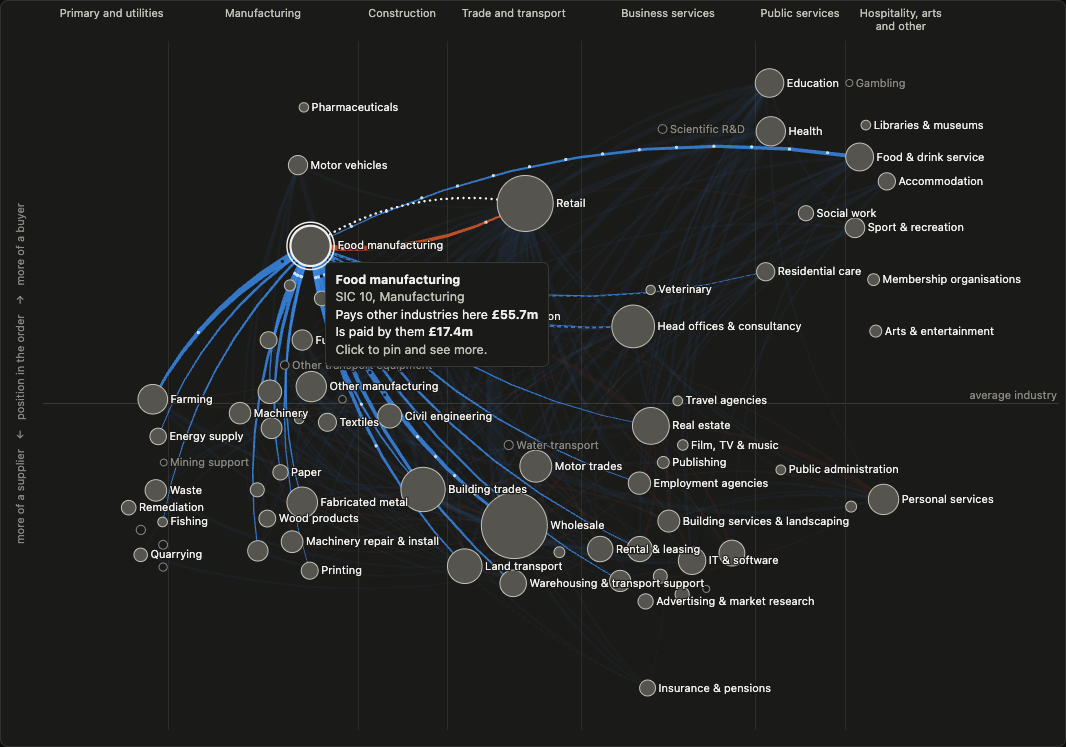 Primary and utilities
Manufacturing
Construction
Trade and transport
Business services
Public services
Hospitality, arts
and other
Education
Gambling
Pharmaceuticals
Libraries & museums
Scientific R&D
Health
Food & drink service
Motor vehicles
Accommodation
Retail
Social work
Sport & recreation
Food manufacturing
Residential care
Membership organisations
Food manufacturing
SIC 10, Manufacturing
Pays other industries here £55.7m
Is paid by them £17.4m
Click to pin and see more.
Veterinary
on
Head offices & consultancy
Arts & entertainment
Fu
Other transport equipment
Other manufacturing
average industry
Farming
Travel agencies
Machinery
Civil engineering
Textiles
Real estate
Energy supply
Water transport
Film, TV & music
Mining support
Motor trades
Publishing
Public administration
Paper
Employment agencies
Waste
Building trades
Fabricated metal
Personal services
Remediation
Fishing
Wood products
Wholesale
Building services & landscaping
Machinery repair & install
Rental & leasing
Quarrying
IT & software
Printing
Land transport
Warehousing & transport support
Advertising & market research
Insurance & pensions
more of a supplier ← position in the order → more of a buyer